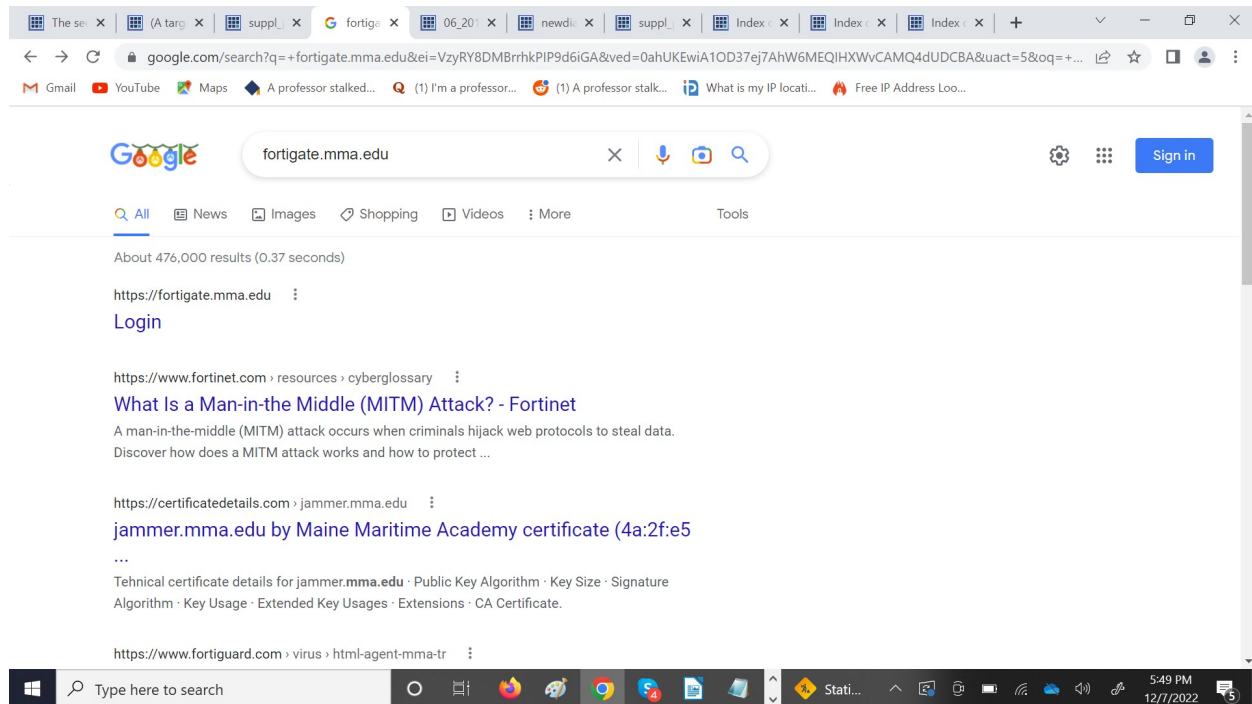 The se
(A targ
suppl_
fortiga
06_201
newdia
suppl_
Index
Index
Index
google.com/search?q=+fortigate.mma.edu&ei=VzyRY8DMBrrhkPIP9d6iGA&ved=0ahUKEwiA1OD37ej7AhW6MEQIHXWvCAMQ4dUDCBA&uact=5&oq=+...
Gmail
YouTube
Maps
A professor stalked...
(1) I'm a professor...
(1) A professor stalk...
What is my IP locati...
Free IP Address Loo...
Google
fortigate.mma.edu
Sign in
All
News
Images
Shopping
Videos
More
Tools
About 476,000 results (0.37 seconds)
https://fortigate.mma.edu
Login
https://www.fortinet.com › resources › cyberglossary
What Is a Man-in-the Middle (MITM) Attack? - Fortinet
A man-in-the-middle (MITM) attack occurs when criminals hijack web protocols to steal data.
Discover how does a MITM attack works and how to protect ...
https://certificatedetails.com › jammer.mma.edu
jammer.mma.edu by Maine Maritime Academy certificate (4a:2f:e5
...
Tehnical certificate details for jammer.mma.edu · Public Key Algorithm · Key Size · Signature
Algorithm · Key Usage · Extended Key Usages · Extensions · CA Certificate.
https://www.fortiguard.com › virus › html-agent-mma-tr
Type here to search
4
Stati...
5:49 PM
12/7/2022
5